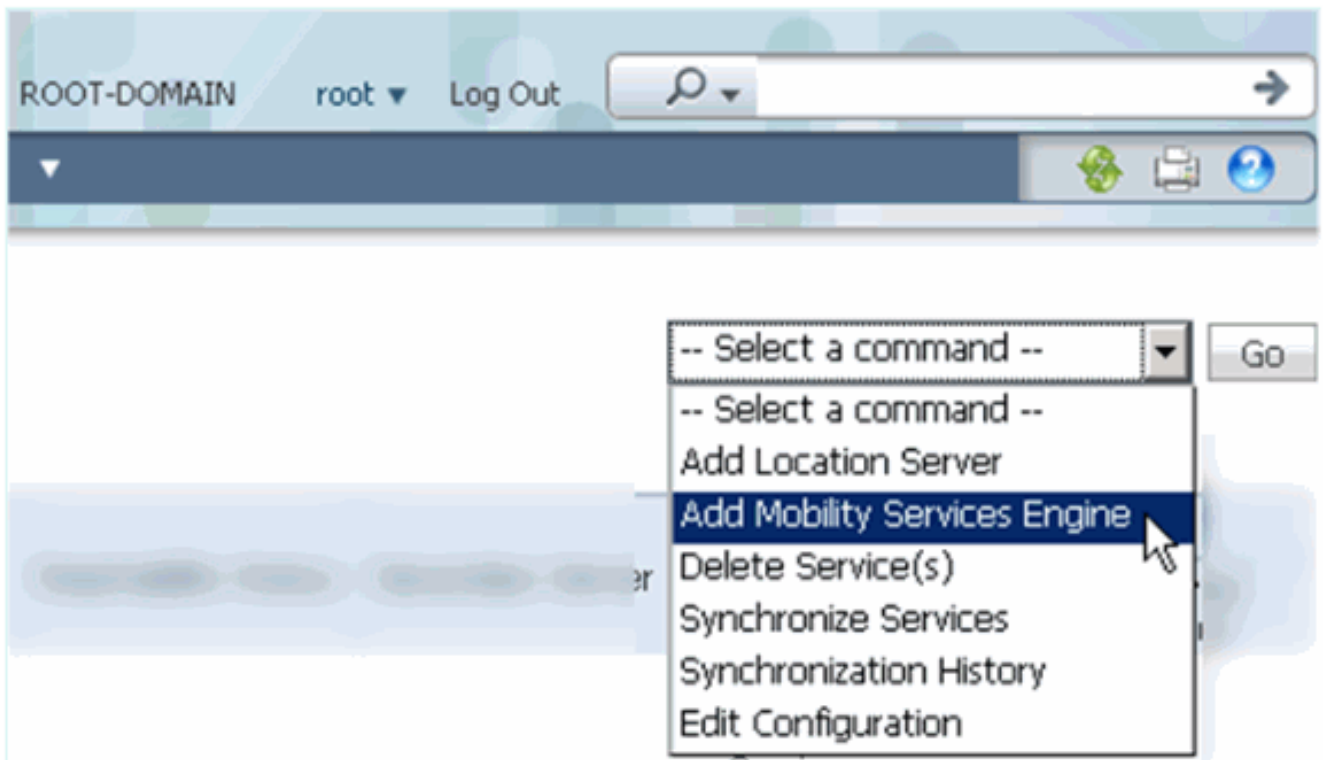 ROOT-DOMAIN root Log Out
-- Select a command -- Go
-- Select a command --
Add Location Server
Add Mobility Services Engine
Delete Service(s)
er
Synchronize Services
Synchronization History
Edit Configuration